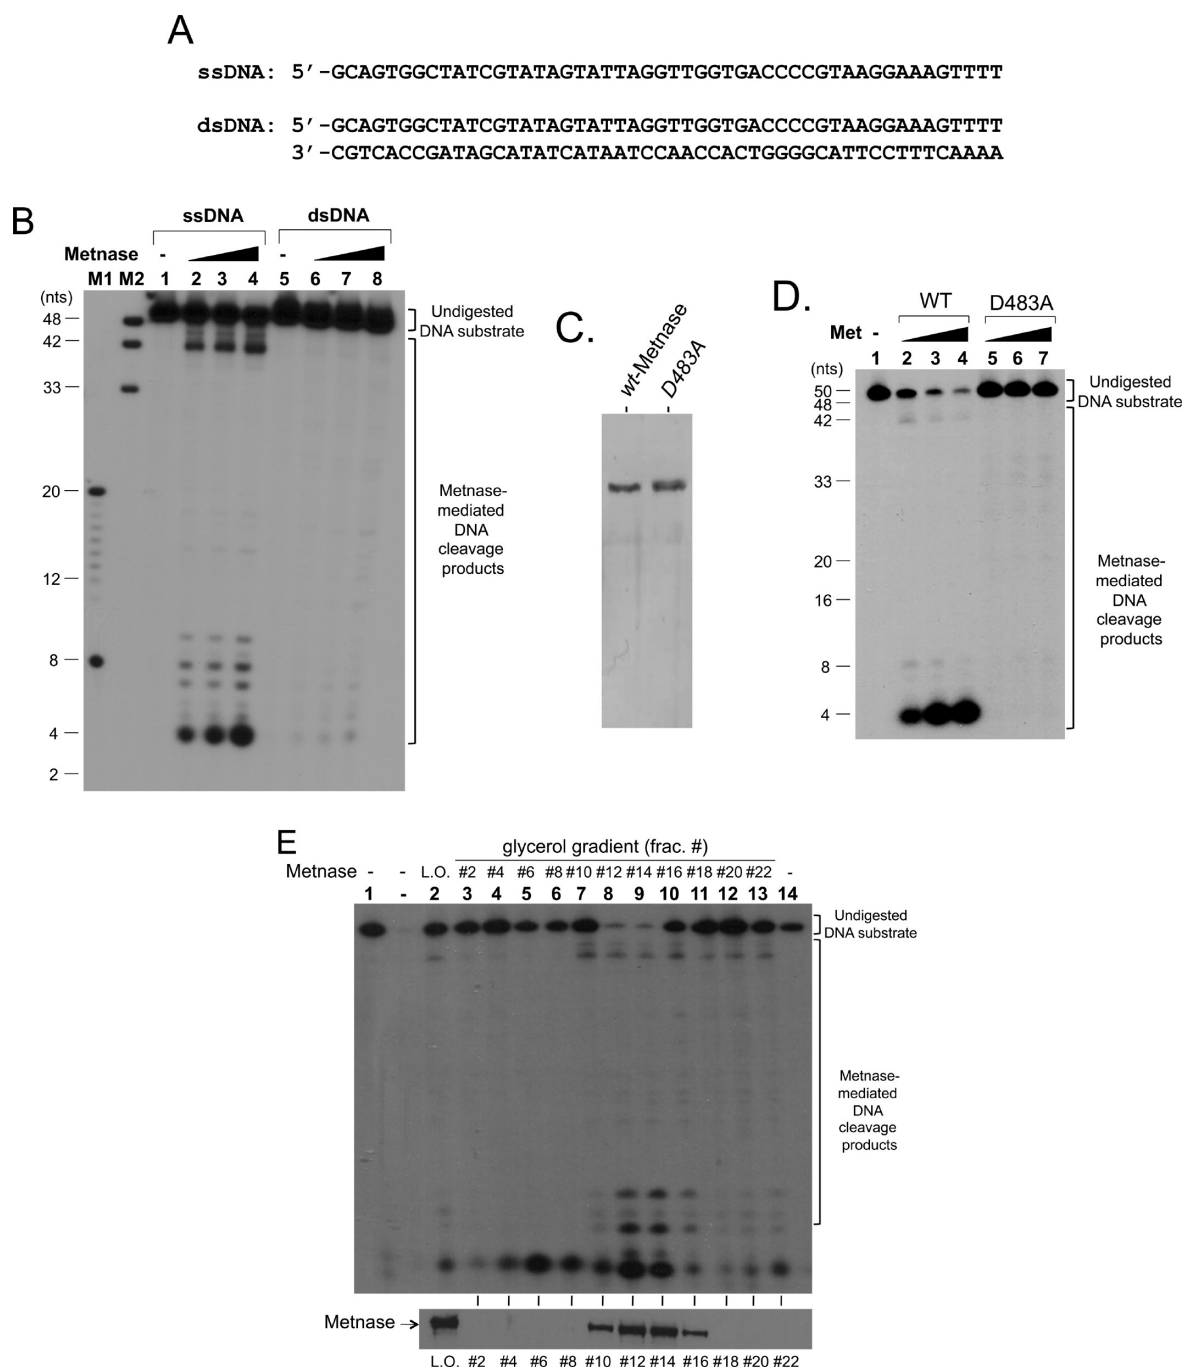 A
ssDNA: 5′-GCAGTGGCTATCGTATAGTATTAGGTTGGTGACCCCGTAAGGAAAGTTTT
dsDNA: 5′-GCAGTGGCTATCGTATAGTATTAGGTTGGTGACCCCGTAAGGAAAGTTTT
3′-CGTCACCGATAGCATATCATAATCCAACCACTGGGGCATTCCTTTCAAAA
B
ssDNA dsDNA
Metnase - -
M1 M2 1 2 3 4 5 6 7 8
(nts)
48
42
33
20
12
8
4
2
Undigested
DNA substrate
Metnase-
mediated
DNA
cleavage
products
C.
wt-Metnase
D483A
D.
WT D483A
Met -
1 2 3 4 5 6 7
(nts)
50
48
42
33
20
16
8
4
Undigested
DNA substrate
Metnase-
mediated
DNA
cleavage
products
E
glycerol gradient (frac. #)
Metnase - - L.O. #2 #4 #6 #8 #10 #12 #14 #16 #18 #20 #22 -
1 - 2 3 4 5 6 7 8 9 10 11 12 13 14
Undigested
DNA substrate
Metnase-
mediated
DNA
cleavage
products
Metnase
L.O. #2 #4 #6 #8 #10 #12 #14 #16 #18 #20 #22